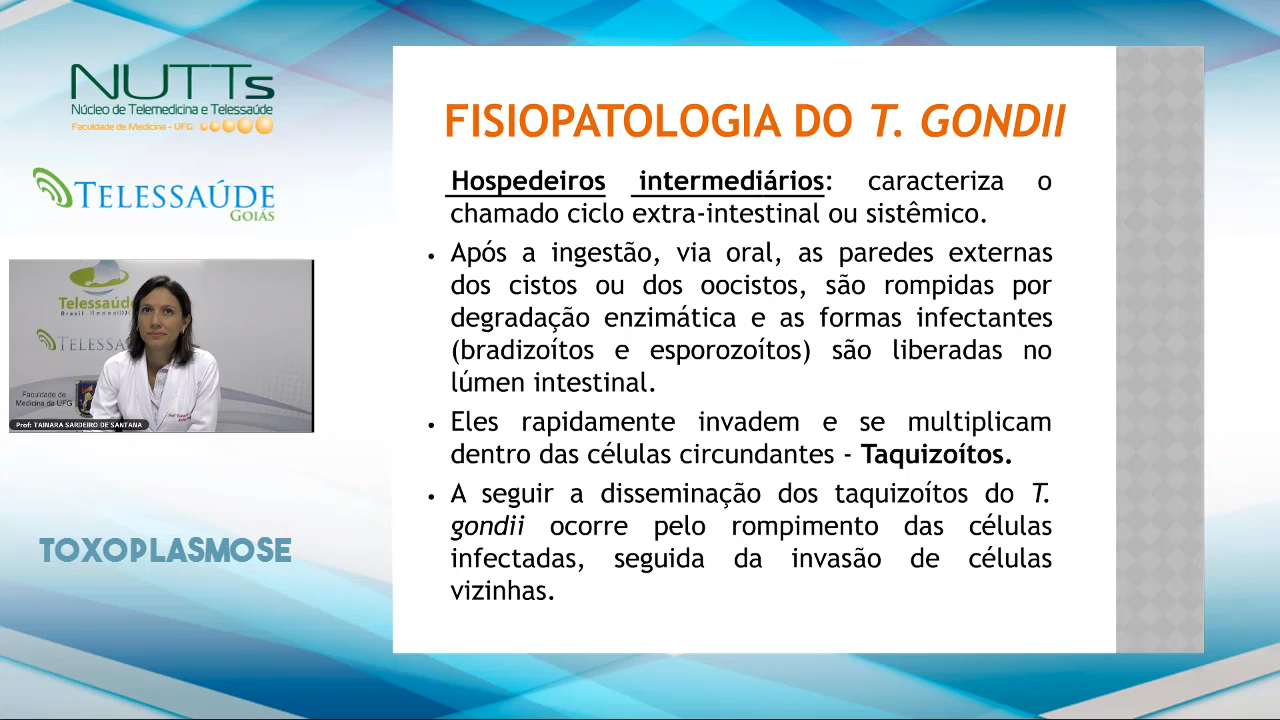 NUTTs
Núcleo de Telemedicina e Telessaúde
Faculdade de Medicina - UFG
TELESSAÚDE
GOIÁS
Telessaúde
Brasil Redes
TELESSA
Faculdade de
Medicina da UFG
Prof: TAINARA SARDEIRO DE SANTANA
TOXOPLASMOSE
FISIOPATOLOGIA DO T. GONDII
Hospedeiros intermediários: caracteriza o
chamado ciclo extra-intestinal ou sistêmico.
• Após a ingestão, via oral, as paredes externas
dos cistos ou dos oocistos, são rompidas por
degradação enzimática e as formas infectantes
(bradizoítos e esporozoítos) são liberadas no
lúmen intestinal.
• Eles rapidamente invadem e se multiplicam
dentro das células circundantes - Taquizoítos.
• A seguir a disseminação dos taquizoítos do T.
gondii ocorre pelo rompimento das células
infectadas, seguida da invasão de células
vizinhas.